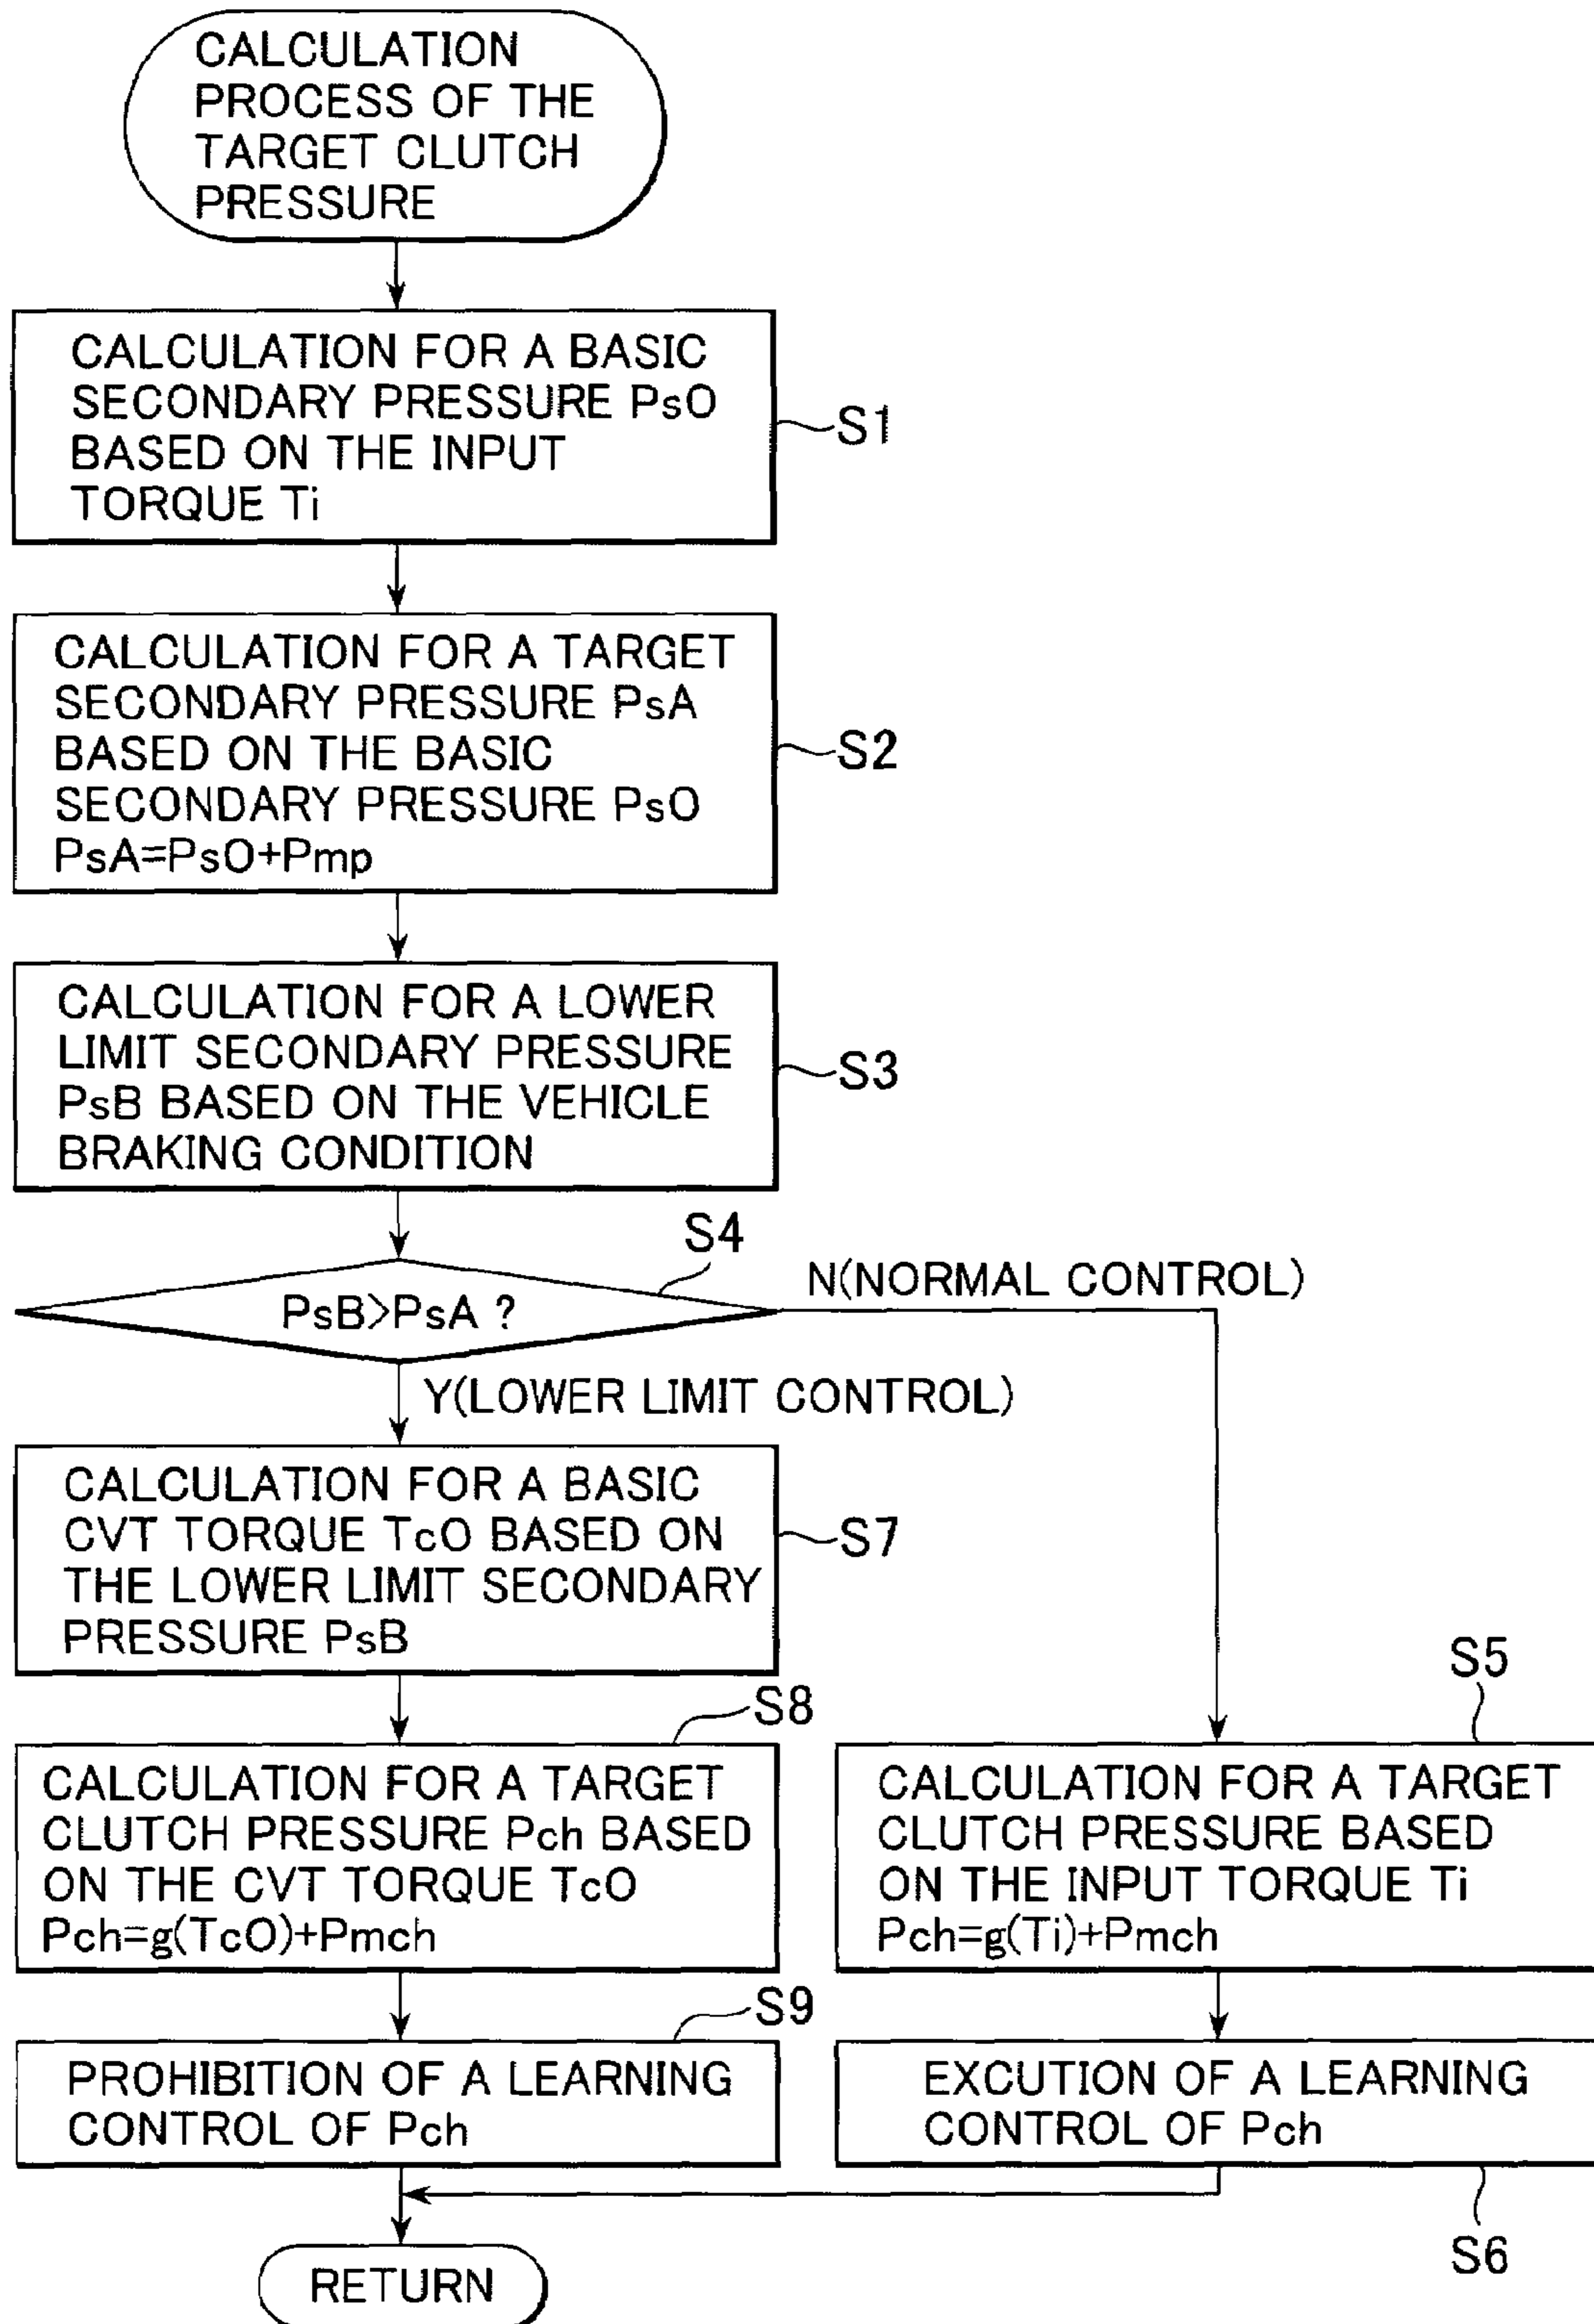 CALCULATION
PROCESS OF THE
TARGET CLUTCH
PRESSURE
CALCULATION FOR A BASIC
SECONDARY PRESSURE PsO
BASED ON THE INPUT
TORQUE Ti
S1
CALCULATION FOR A TARGET
SECONDARY PRESSURE PsA
BASED ON THE BASIC
SECONDARY PRESSURE PsO
PsA=PsO+Pmp
S2
CALCULATION FOR A LOWER
LIMIT SECONDARY PRESSURE
PsB BASED ON THE VEHICLE
BRAKING CONDITION
S3
S4
PsB>PsA ?
N(NORMAL CONTROL)
Y(LOWER LIMIT CONTROL)
CALCULATION FOR A BASIC
CVT TORQUE TcO BASED ON
THE LOWER LIMIT SECONDARY
PRESSURE PsB
S7
S8
CALCULATION FOR A TARGET
CLUTCH PRESSURE Pch BASED
ON THE CVT TORQUE TcO
Pch=g(TcO)+Pmch
S5
CALCULATION FOR A TARGET
CLUTCH PRESSURE BASED
ON THE INPUT TORQUE Ti
Pch=g(Ti)+Pmch
S9
PROHIBITION OF A LEARNING
CONTROL OF Pch
EXCUTION OF A LEARNING
CONTROL OF Pch
S6
RETURN